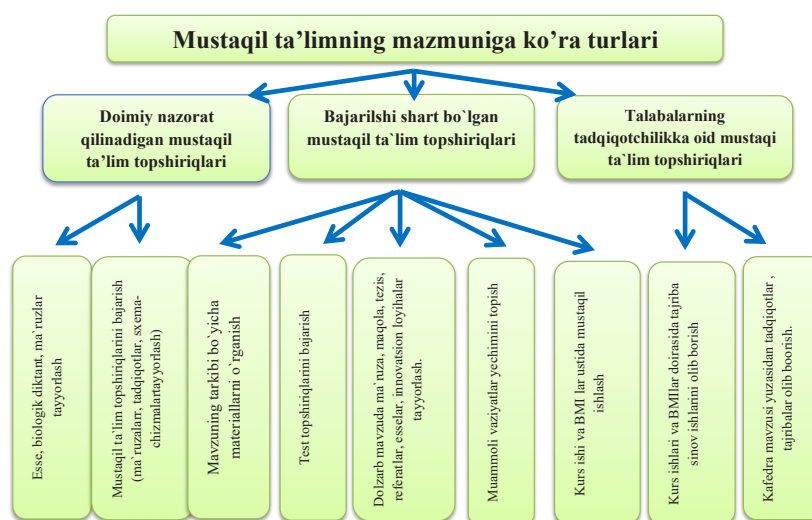 Mustaqil ta’limning mazmuniga ko’ra turlari
Doimiy nazorat
qilinadigan mustaqil
ta’lim topshiriqlari
Bajarilshi shart bo`lgan
mustaqil ta`lim topshiriqlari
Talabalarning
tadqiqotchilikka oid mustaqi
ta`lim topshiriqlari
Esse, biologik diktant, ma`ruzlar
tayyorlash
Mustaqil ta`lim topshiriqlarini bajarish
(ma`ruzalarr, tadqiqotlar, sxema-
chizmalartayyorlash)
Mavzuning tarkibi bo`yicha
materiallarni o`rganish
Test topshiriqlarini bajarish
Dolzarb mavzuda ma`ruza, maqola, tezis,
referatlar, esselar, innovatsion loyihalar
tayyorlash.
Muammoli vaziyatlar yechimini topish
Kurs ishi va BMI lar ustida mustaqil
ishlash
Kurs ishlari va BMIlar doirasida tajriba
sinov ishlarini olib borish
Kafedra mavzusi yuzasidan tadqiqotlar ,
tajribalar olib boorish.